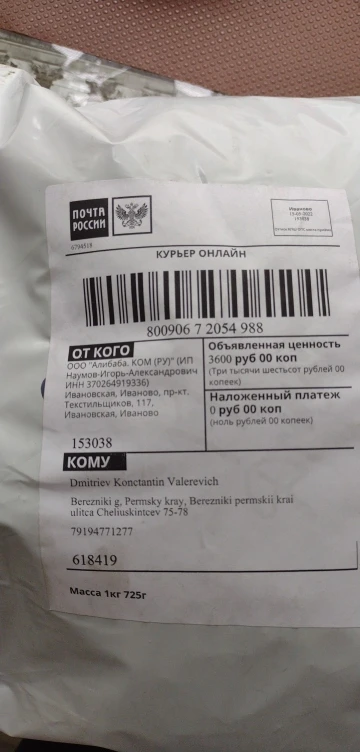 ПОЧТА
РОССИИ
6794518
Иваново
КУРЬЕР ОНЛАЙН
800906 7 2054 988
ОТ КОГО
ООО "Алибаба. КОМ (РУ)" (ИП
Наумов-Игорь-Александрович
ИНН 370264919336)
Ивановская, Иваново, пр-кт.
Текстильщиков, 117,
Ивановская, Иваново
153038
Объявленная ценность
3600 руб 00 коп
(Три тысячи шестьсот рублей 00
копеек)
Наложенный платеж
0 руб 00 коп
(ноль рублей 00 копеек)
КОМУ
Dmitriev Konctantin Valerevich
Berezniki g, Permsky kray, Berezniki permskii krai
ulitca Cheliuskintcev 75-78
79194771277
618419
Масса 1кг 725г